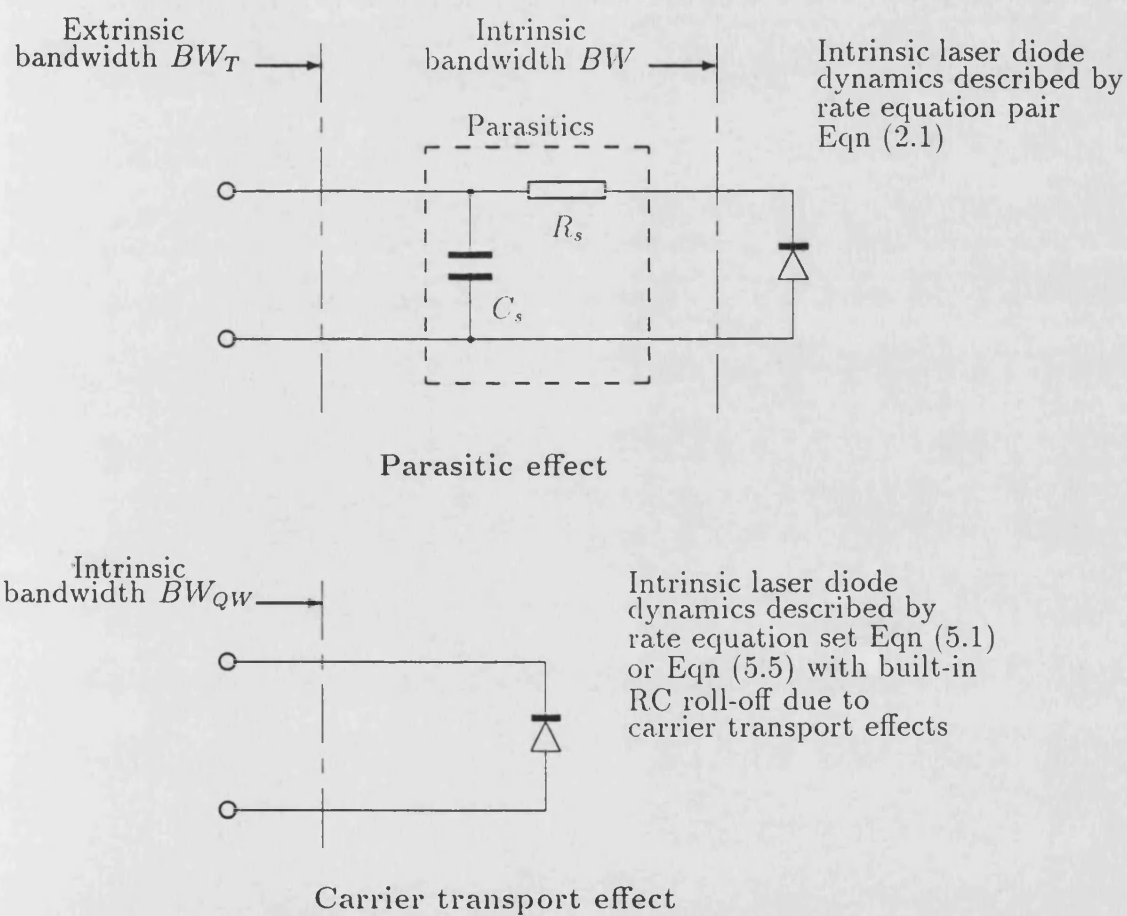 Extrinsic
bandwidth BW_T
Intrinsic
bandwidth BW
Intrinsic laser diode
dynamics described by
rate equation pair
Eqn (2.1)
Parasitics
R_s
C_s
Parasitic effect
Intrinsic
bandwidth BW_QW
Intrinsic laser diode
dynamics described by
rate equation set Eqn (5.1)
or Eqn (5.5) with built-in
RC roll-off due to
carrier transport effects
Carrier transport effect